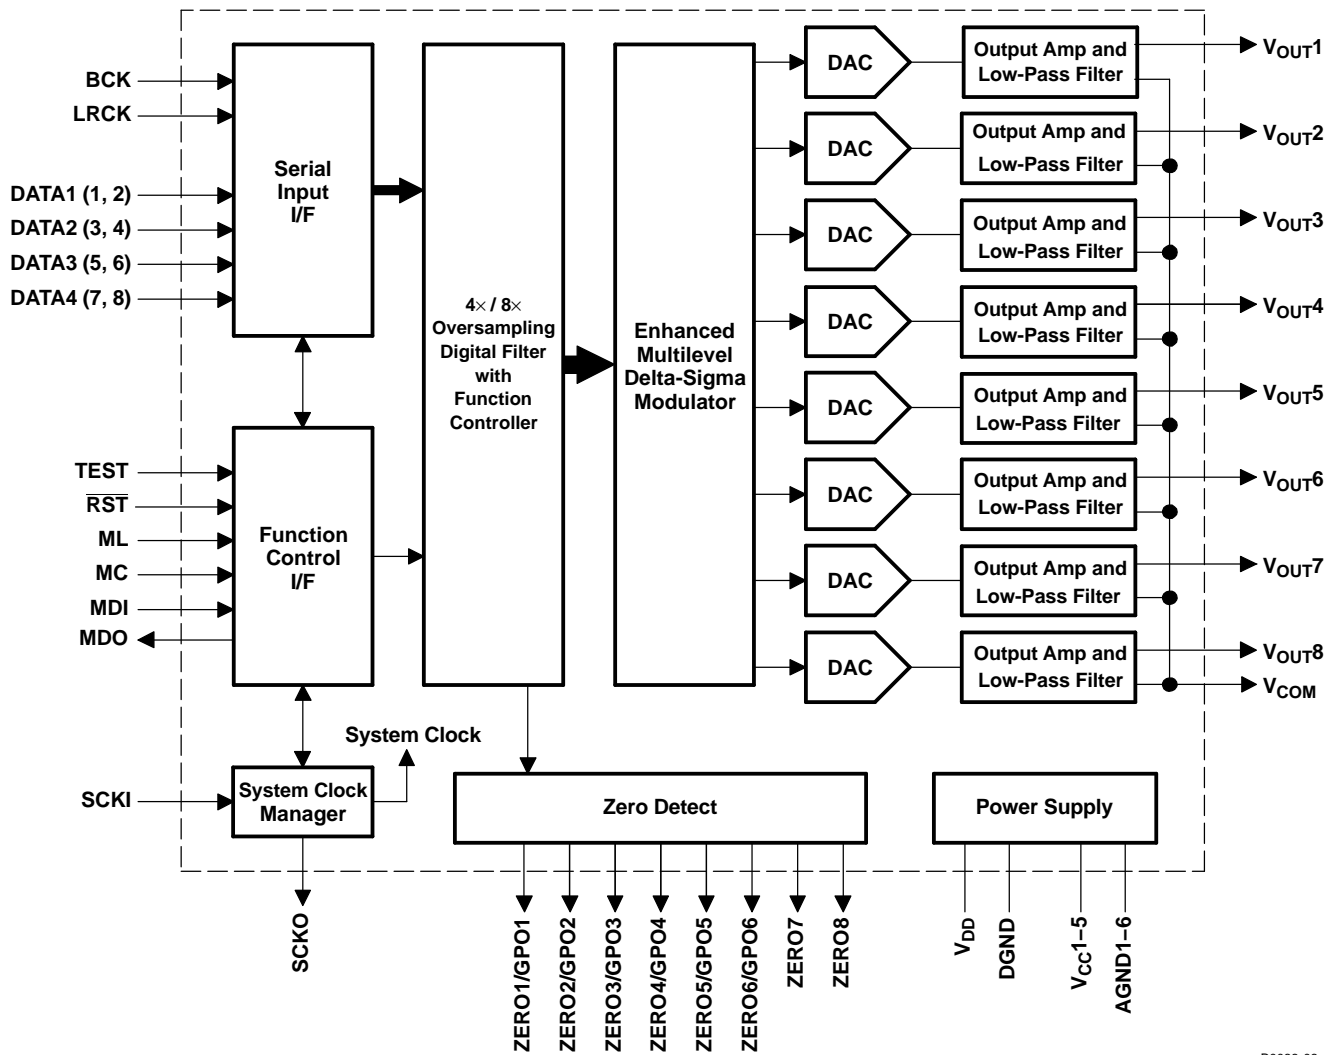 BCK
LRCK
DATA1 (1, 2)
DATA2 (3, 4)
DATA3 (5, 6)
DATA4 (7, 8)
Serial
Input
I/F
TEST
RST
ML
MC
MDI
MDO
Function
Control
I/F
SCKI
System Clock
Manager
System Clock
SCKO
4× / 8×
Oversampling
Digital Filter
with
Function
Controller
Enhanced
Multilevel
Delta-Sigma
Modulator
DAC
Output Amp and
Low-Pass Filter
VOUT1
DAC
Output Amp and
Low-Pass Filter
VOUT2
DAC
Output Amp and
Low-Pass Filter
VOUT3
DAC
Output Amp and
Low-Pass Filter
VOUT4
DAC
Output Amp and
Low-Pass Filter
VOUT5
DAC
Output Amp and
Low-Pass Filter
VOUT6
DAC
Output Amp and
Low-Pass Filter
VOUT7
DAC
Output Amp and
Low-Pass Filter
VOUT8
VCOM
Zero Detect
ZERO1/GPO1
ZERO2/GPO2
ZERO3/GPO3
ZERO4/GPO4
ZERO5/GPO5
ZERO6/GPO6
ZERO7
ZERO8
Power Supply
VDD
DGND
VCC1−5
AGND1−6